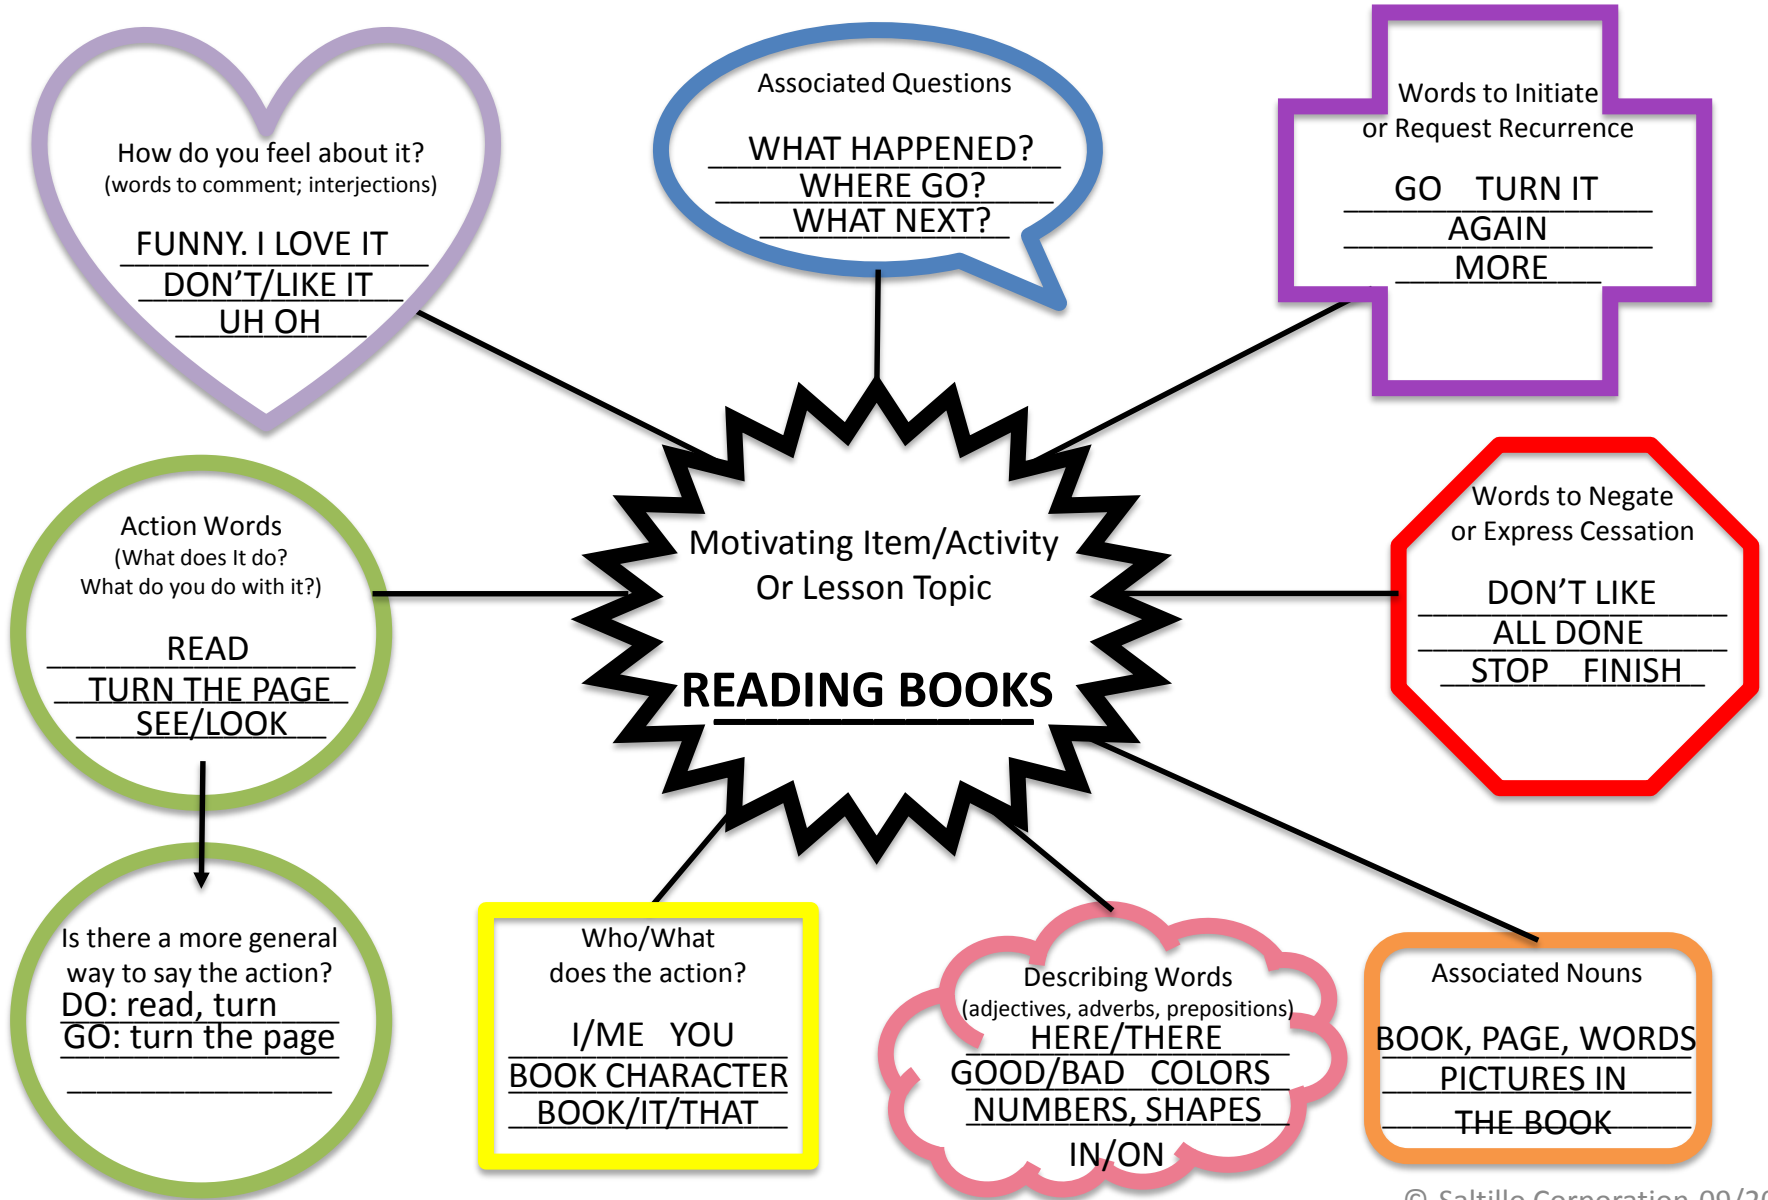 How do you feel about it?
(words to comment; interjections)
FUNNY. I LOVE IT
DON'T/LIKE IT
UH OH
Associated Questions
WHAT HAPPENED?
WHERE GO?
WHAT NEXT?
Words to Initiate
or Request Recurrence
GO TURN IT
AGAIN
MORE
Action Words
(What does It do?
What do you do with it?)
READ
TURN THE PAGE
SEE/LOOK
Motivating Item/Activity
Or Lesson Topic
READING BOOKS
Words to Negate
or Express Cessation
DON'T LIKE
ALL DONE
STOP FINISH
Is there a more general
way to say the action?
DO: read, turn
GO: turn the page
Who/What
does the action?
I/ME YOU
BOOK CHARACTER
BOOK/IT/THAT
Describing Words
(adjectives, adverbs, prepositions)
HERE/THERE
GOOD/BAD COLORS
NUMBERS, SHAPES
IN/ON
Associated Nouns
BOOK, PAGE, WORDS
PICTURES IN
THE BOOK
© Saltillo Corporation